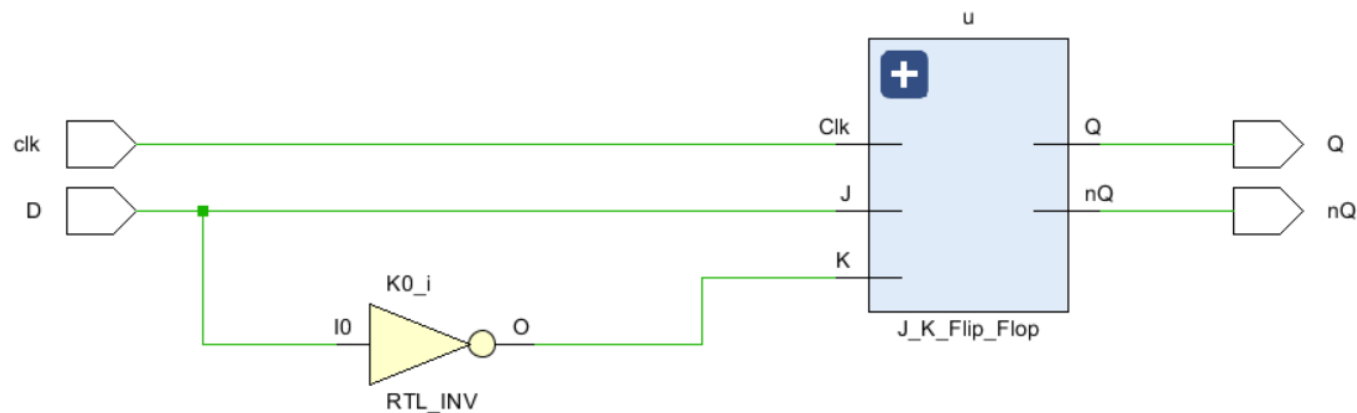 u
clk
Clk
Q
Q
D
J
nQ
nQ
K
K0_i
I0
O
J_K_Flip_Flop
RTL_INV